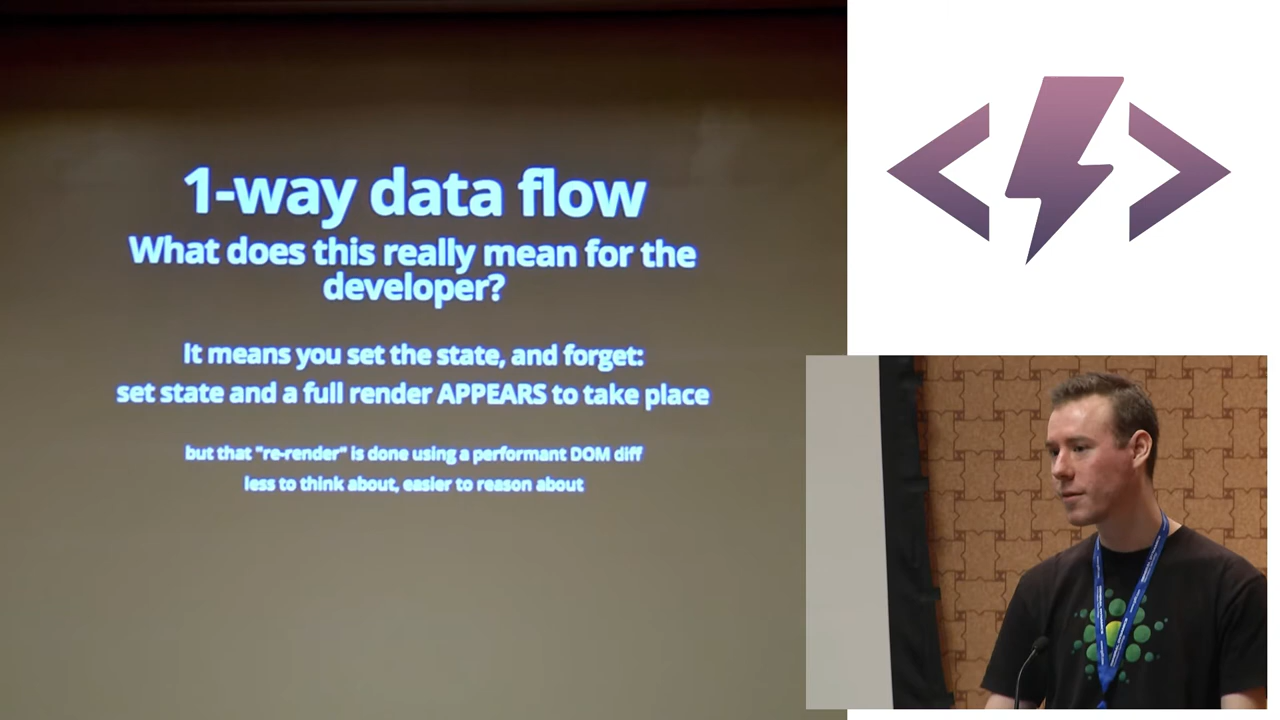 1-way data flow
What does this really mean for the
developer?
It means you set the state, and forget:
set state and a full render APPEARS to take place
but that "re-render" is done using a performant DOM diff
less to think about, easier to reason about